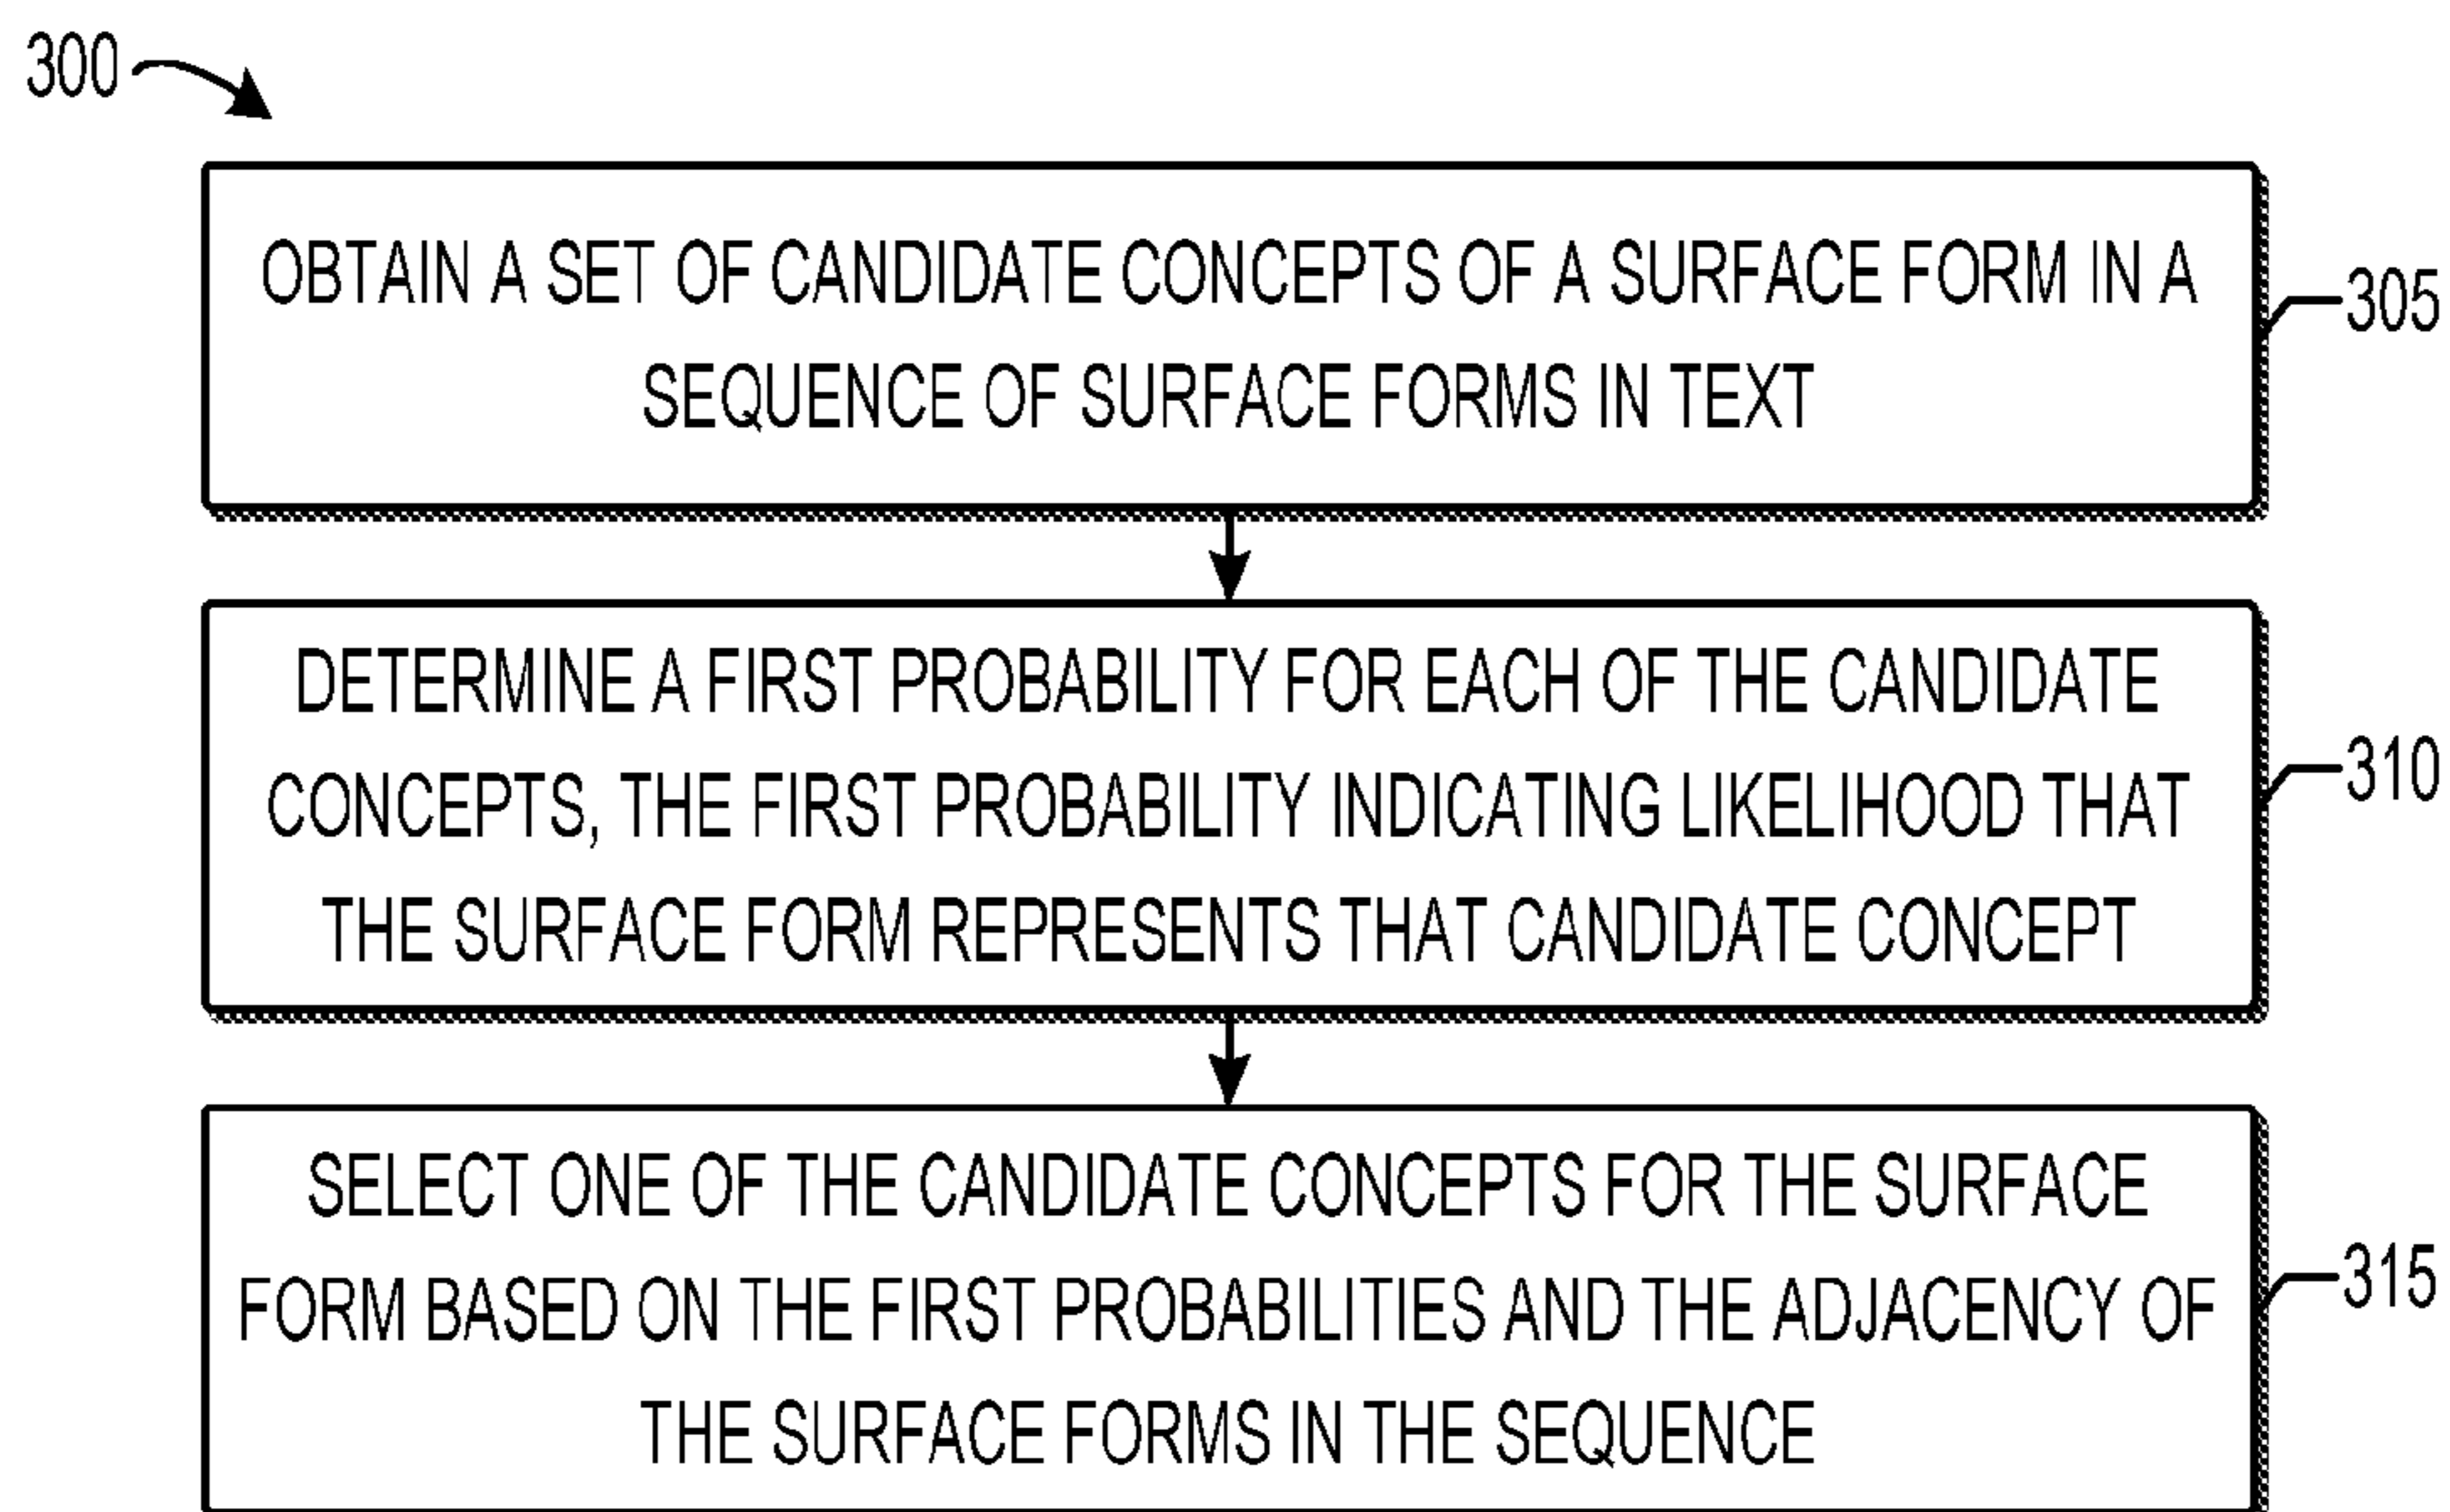 300
OBTAIN A SET OF CANDIDATE CONCEPTS OF A SURFACE FORM IN A
SEQUENCE OF SURFACE FORMS IN TEXT
305
DETERMINE A FIRST PROBABILITY FOR EACH OF THE CANDIDATE
CONCEPTS, THE FIRST PROBABILITY INDICATING LIKELIHOOD THAT
THE SURFACE FORM REPRESENTS THAT CANDIDATE CONCEPT
310
SELECT ONE OF THE CANDIDATE CONCEPTS FOR THE SURFACE
FORM BASED ON THE FIRST PROBABILITIES AND THE ADJACENCY OF
THE SURFACE FORMS IN THE SEQUENCE
315